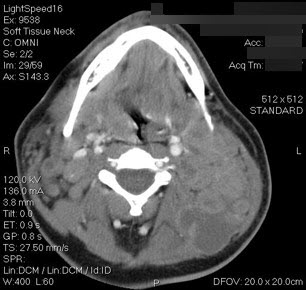 LightSpeed16
Ex: 9538
Soft Tissue Neck
C: OMNI
Se: 2/2
Im: 29/59
Ax: S143.3
Acc:
Acq Tm:
512 x 512
STANDARD
R
L
120.0 kV
136.0 mA
3.8 mm
Tilt: 0.0
ET: 0.9 s
GP: 0.8 s
TS: 27.50 mm/s
SPR:
Lin:DCM / Lin:DCM / Id:ID
W:400 L:60
P
DFOV: 20.0 x 20.0cm